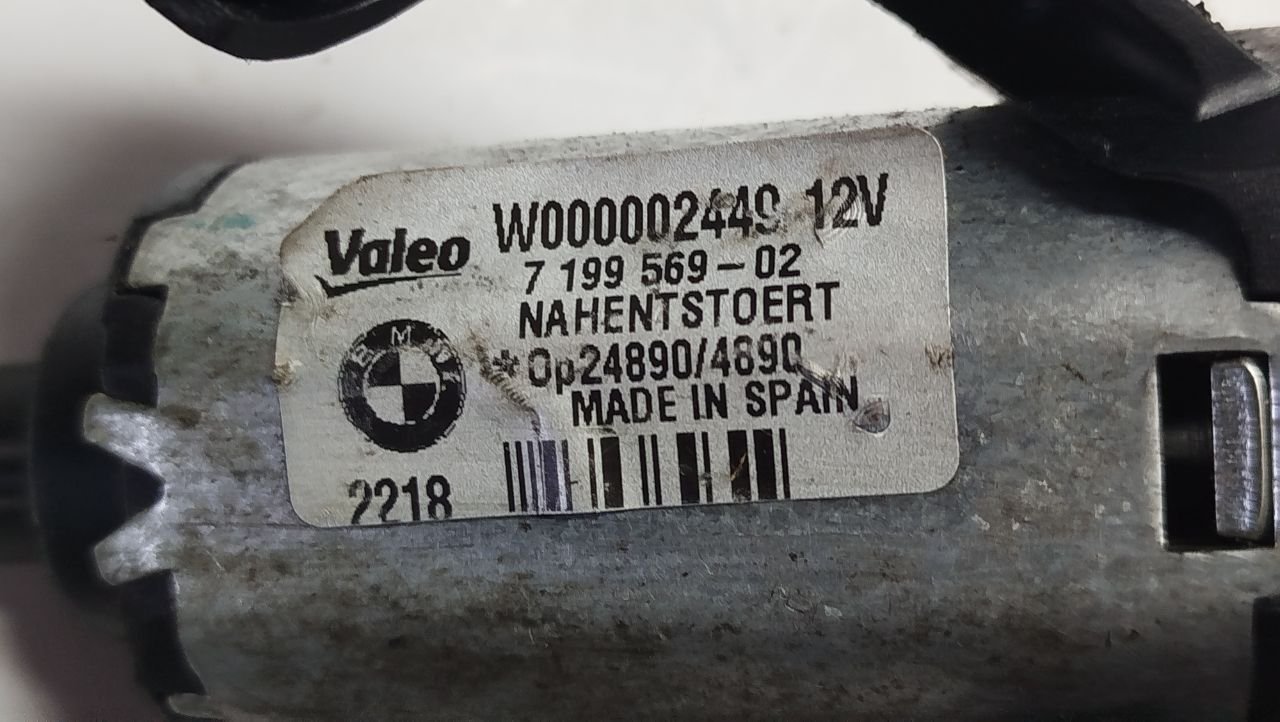 Valeo
W000002449 12V
7 199 569-02
NAHENTSTOERT
*Op24890/4890
MADE IN SPAIN
BMW
2218